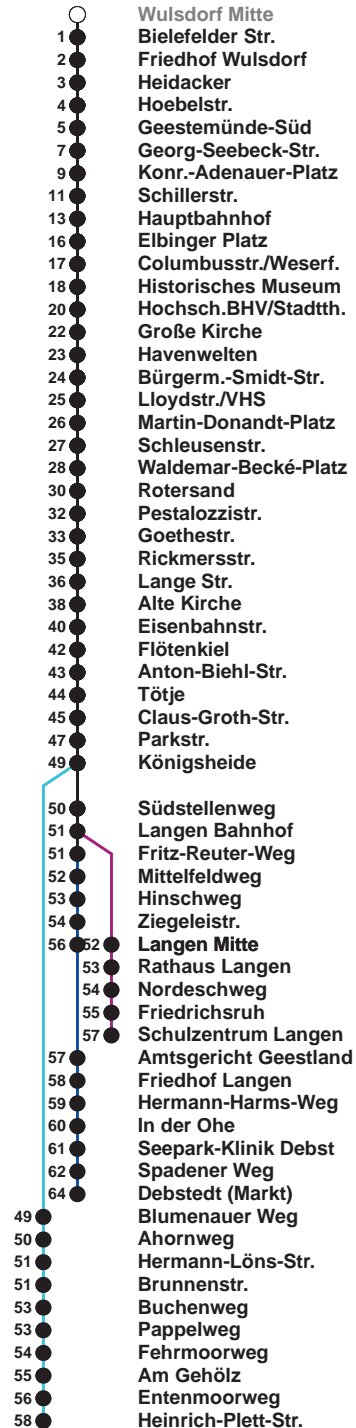 Wulsdorf Mitte
1 Bielefelder Str.
2 Friedhof Wulsdorf
3 Heidacker
4 Hoebelstr.
5 Geestemünde-Süd
7 Georg-Seebeck-Str.
9 Konr.-Adenauer-Platz
11 Schillerstr.
13 Hauptbahnhof
16 Elbinger Platz
17 Columbusstr./Weserf.
18 Historisches Museum
20 Hochsch.BHV/Stadtth.
22 Große Kirche
23 Havenwelten
24 Bürgerm.-Smidt-Str.
25 Lloydstr./VHS
26 Martin-Donandt-Platz
27 Schleusenstr.
28 Waldemar-Becké-Platz
30 Rotersand
32 Pestalozzistr.
33 Goethestr.
35 Rickmersstr.
36 Lange Str.
38 Alte Kirche
40 Eisenbahnstr.
42 Flötenkiel
43 Anton-Biehl-Str.
44 Tötje
45 Claus-Groth-Str.
47 Parkstr.
49 Königsheide
50 Südstellenweg
51 Langen Bahnhof
51 Fritz-Reuter-Weg
52 Mittelfeldweg
53 Hinschweg
54 Ziegeleistr.
56 52 Langen Mitte
53 Rathaus Langen
54 Nordeschweg
55 Friedrichsruh
57 Schulzentrum Langen
57 Amtsgericht Geestland
58 Friedhof Langen
59 Hermann-Harms-Weg
60 In der Ohe
61 Seepark-Klinik Debst
62 Spadener Weg
64 Debstedt (Markt)
49 Blumenauer Weg
50 Ahornweg
51 Hermann-Löns-Str.
51 Brunnenstr.
53 Buchenweg
53 Pappelweg
54 Fehrmoorweg
55 Am Gehölz
56 Entenmoorweg
58 Heinrich-Plett-Str.